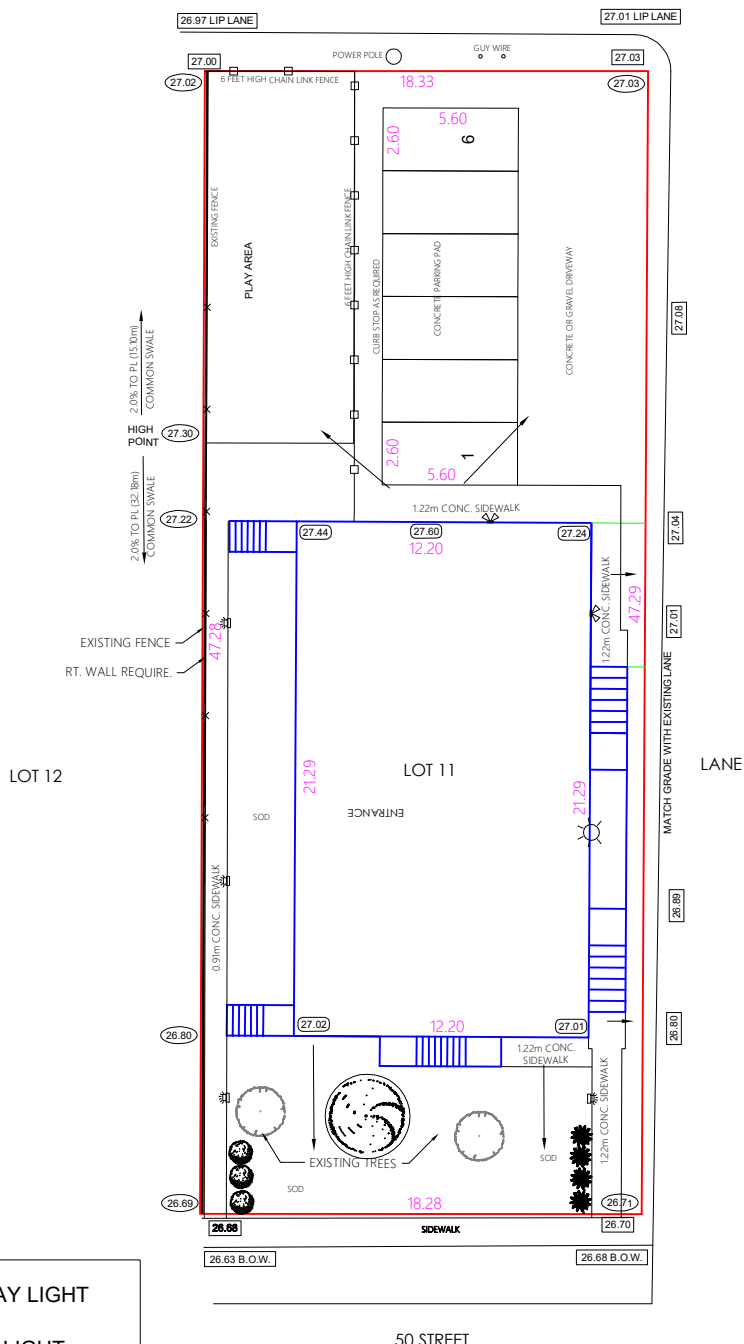 26.97 LIP LANE
27.01 LIP LANE
POWER POLE
GUY WIRE
27.00
27.03
27.02
6 FEET HIGH CHAIN LINK FENCE
18.33
27.03
5.60
2.60
6
EXISTING FENCE
PLAY AREA
6 FEET HIGH CHAIN LINK FENCE
CURB STOP AS REQUIRED
CONCRETE PARKING PAD
CONCRETE OR GRAVEL DRIVEWAY
27.08
2.0% TO PL (15.10m)
COMMON SWALE
HIGH
POINT
27.30
2.60
1
5.60
2.0% TO PL (32.18m)
COMMON SWALE
27.22
1.22m CONC. SIDEWALK
27.44
27.60
27.24
12.20
27.04
1.22m CONC. SIDEWALK
47.29
27.01
EXISTING FENCE
47.28
RT. WALL REQUIRE.
MATCH GRADE WITH EXISTING LANE
LOT 12
LOT 11
LANE
21.29
21.29
ENTRANCE
SOD
0.91m CONC. SIDEWALK
26.89
26.80
27.02
12.20
27.01
26.80
1.22m CONC.
SIDEWALK
1.22m CONC. SIDEWALK
EXISTING TREES
SOD
SOD
26.69
18.28
26.71
26.68
SIDEWALK
26.70
26.63 B.O.W.
26.68 B.O.W.
AY LIGHT
LIGHT
50 STREET